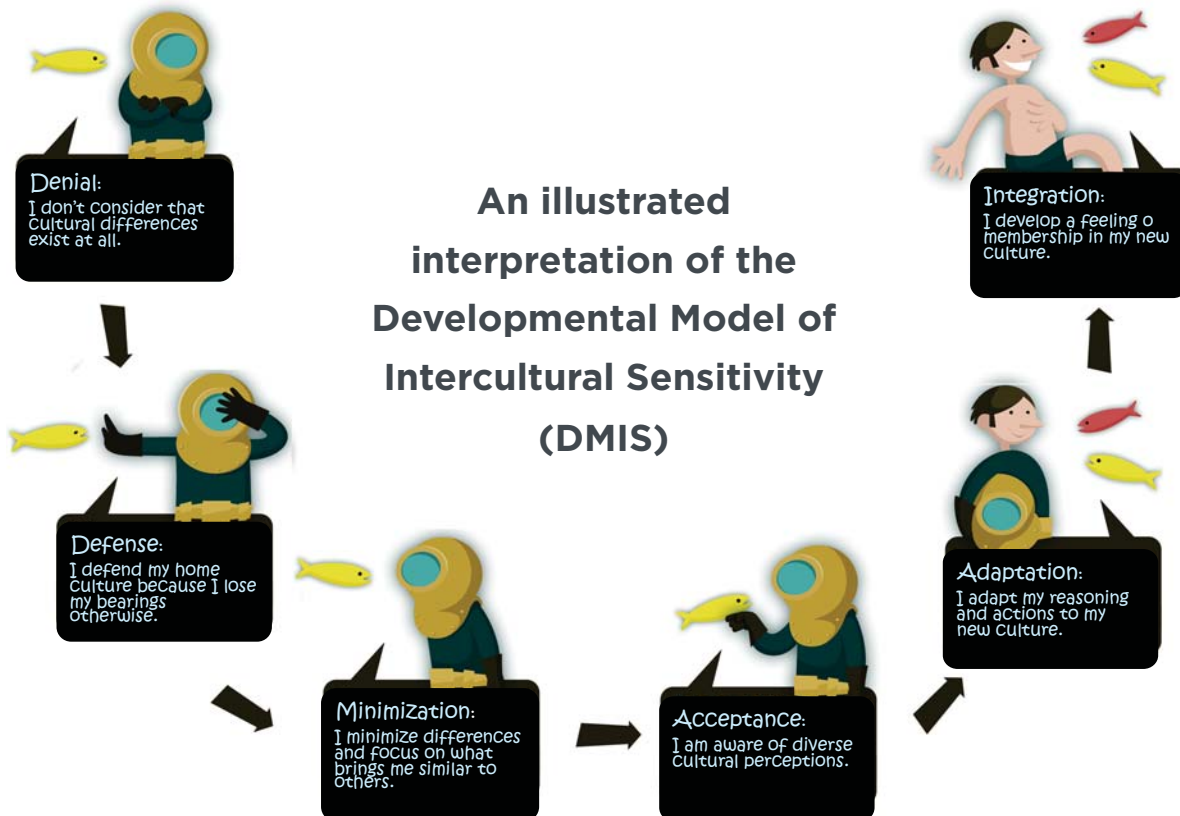 An illustrated
interpretation of the
Developmental Model of
Intercultural Sensitivity
(DMIS)
Denial:
I don't consider that
cultural differences
exist at all.
Defense:
I defend my home
culture because I lose
my bearings
otherwise.
Minimization:
I minimize differences
and focus on what
brings me similar to
others.
Acceptance:
I am aware of diverse
cultural perceptions.
Adaptation:
I adapt my reasoning
and actions to my
new culture.
Integration:
I develop a feeling o
membership in my new
culture.